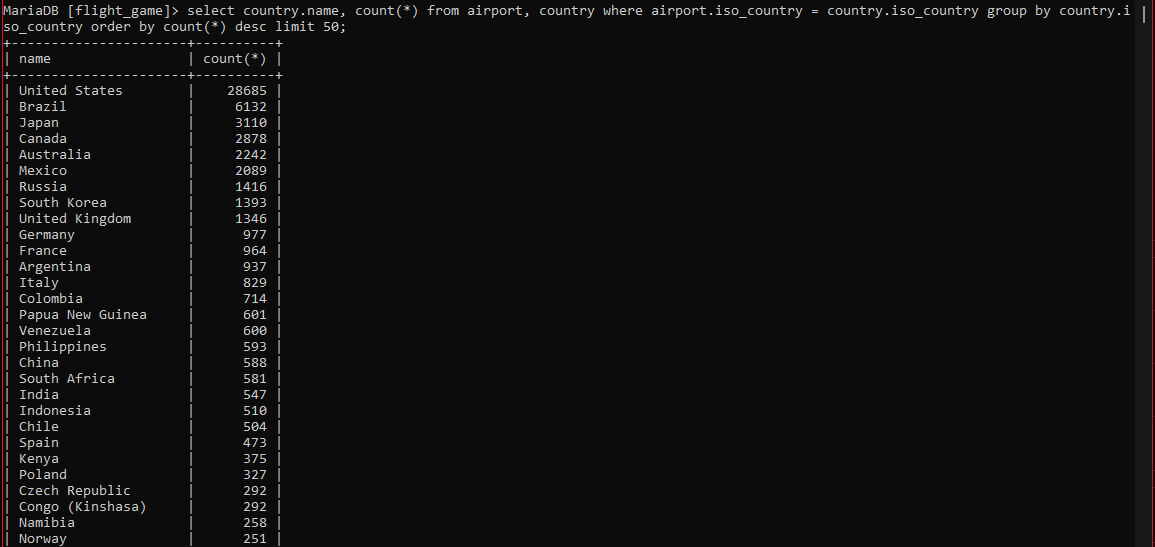 MariaDB [flight_game]> select country.name, count(*) from airport, country where airport.iso_country = country.iso_country group by country.i
so_country order by count(*) desc limit 50;
+----------------------+----------+
| name                 | count(*) |
+----------------------+----------+
| United States        |    28685 |
| Brazil               |     6132 |
| Japan                |     3110 |
| Canada               |     2878 |
| Australia            |     2242 |
| Mexico               |     2089 |
| Russia               |     1416 |
| South Korea          |     1393 |
| United Kingdom       |     1346 |
| Germany              |      977 |
| France               |      964 |
| Argentina            |      937 |
| Italy                |      829 |
| Colombia             |      714 |
| Papua New Guinea     |      601 |
| Venezuela            |      600 |
| Philippines          |      593 |
| China                |      588 |
| South Africa         |      581 |
| India                |      547 |
| Indonesia            |      510 |
| Chile                |      504 |
| Spain                |      473 |
| Kenya                |      375 |
| Poland               |      327 |
| Czech Republic       |      292 |
| Congo (Kinshasa)     |      292 |
| Namibia              |      258 |
| Norway               |      251 |